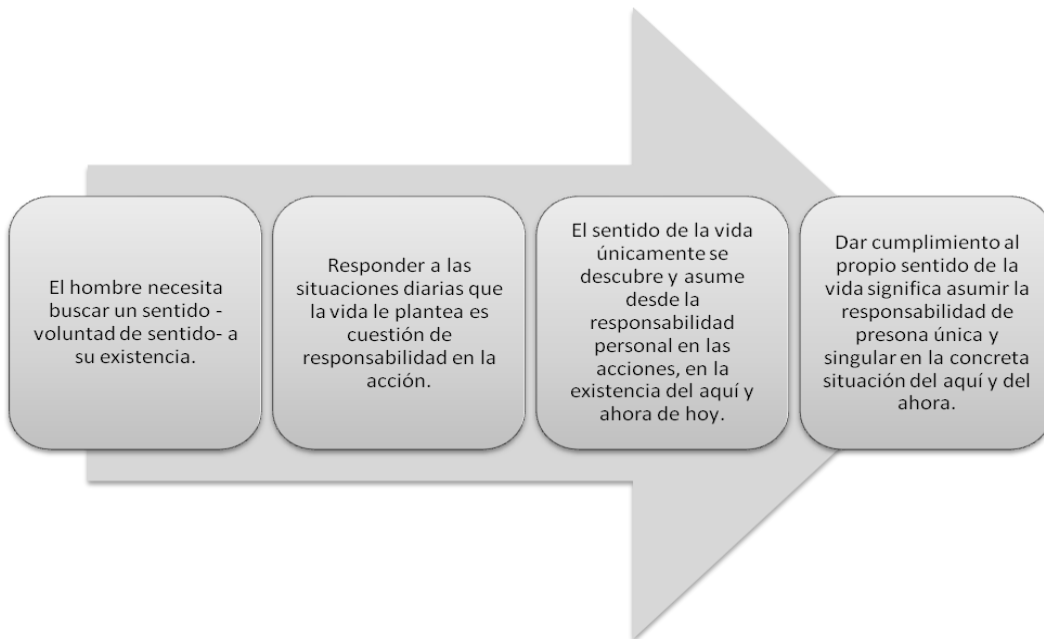 El hombre necesita
buscar un sentido -
voluntad de sentido- a
su existencia.
Responder a las
situaciones diarias que
la vida le plantea es
cuestión de
responsabilidad en la
acción.
El sentido de la vida
únicamente se
descubre y asume
desde la
responsabilidad
personal en las
acciones, en la
existencia del aquí y
ahora de hoy.
Dar cumplimiento al
propio sentido de la
vida significa asumir la
responsabilidad de
presona única y
singular en la concreta
situación del aquí y del
ahora.